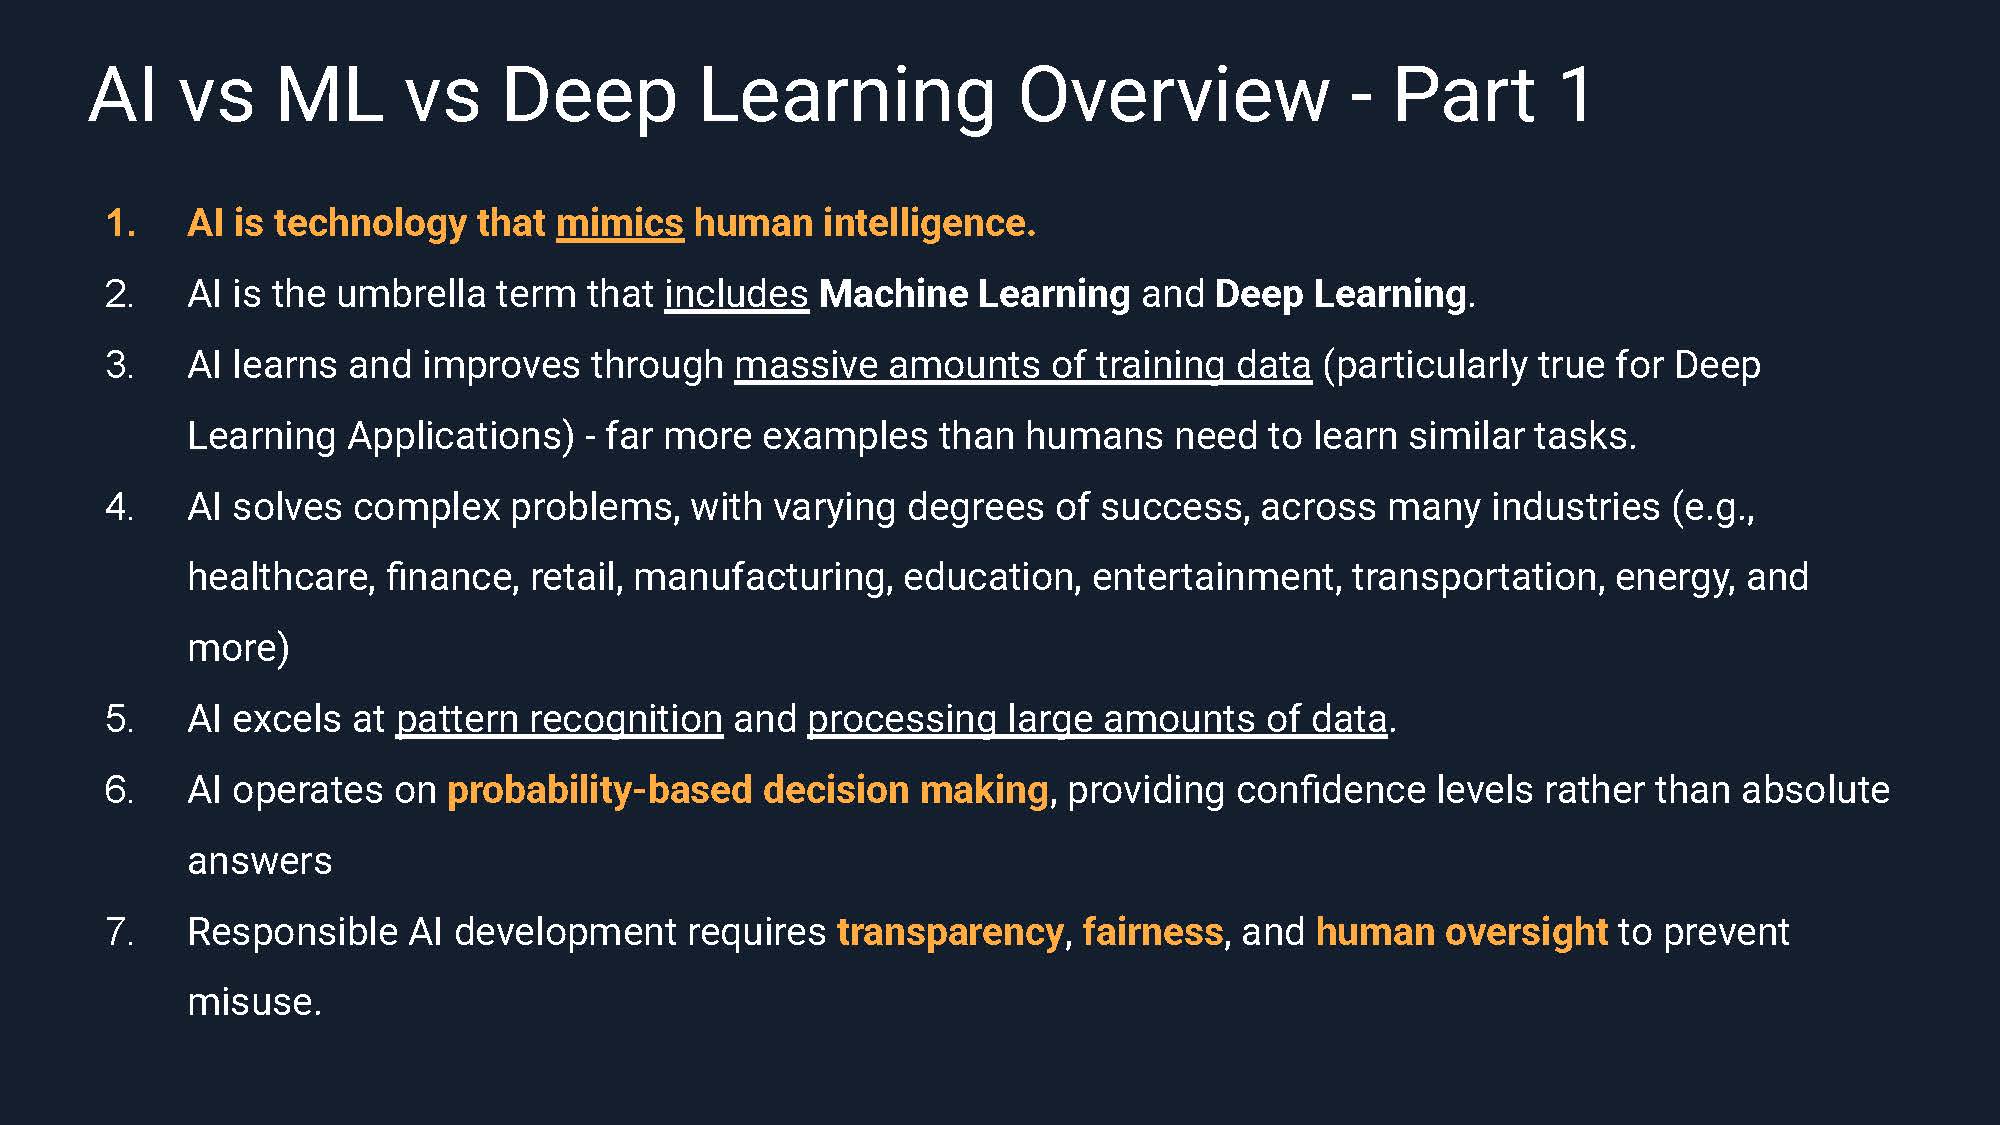 AI vs ML vs Deep Learning Overview - Part 1
1. AI is technology that mimics human intelligence.
2. AI is the umbrella term that includes Machine Learning and Deep Learning.
3. AI learns and improves through massive amounts of training data (particularly true for Deep
Learning Applications) - far more examples than humans need to learn similar tasks.
4. AI solves complex problems, with varying degrees of success, across many industries (e.g.,
healthcare, finance, retail, manufacturing, education, entertainment, transportation, energy, and
more)
5. AI excels at pattern recognition and processing large amounts of data.
6. AI operates on probability-based decision making, providing confidence levels rather than absolute
answers
7. Responsible AI development requires transparency, fairness, and human oversight to prevent
misuse.